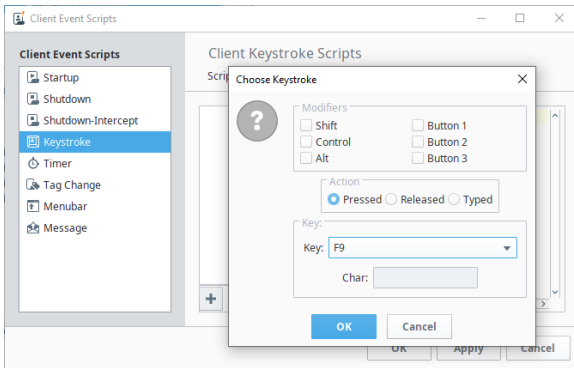 Client Event Scripts
Client Event Scripts
Startup
Shutdown
Shutdown-Intercept
Keystroke
Timer
Tag Change
Menubar
Message
Client Keystroke Scripts
Choose Keystroke
Modifiers
Shift
Button 1
Control
Button 2
Alt
Button 3
Action
Pressed
Released
Typed
Key:
Key: F9
Char:
OK
Cancel
OK
Apply
Cancel